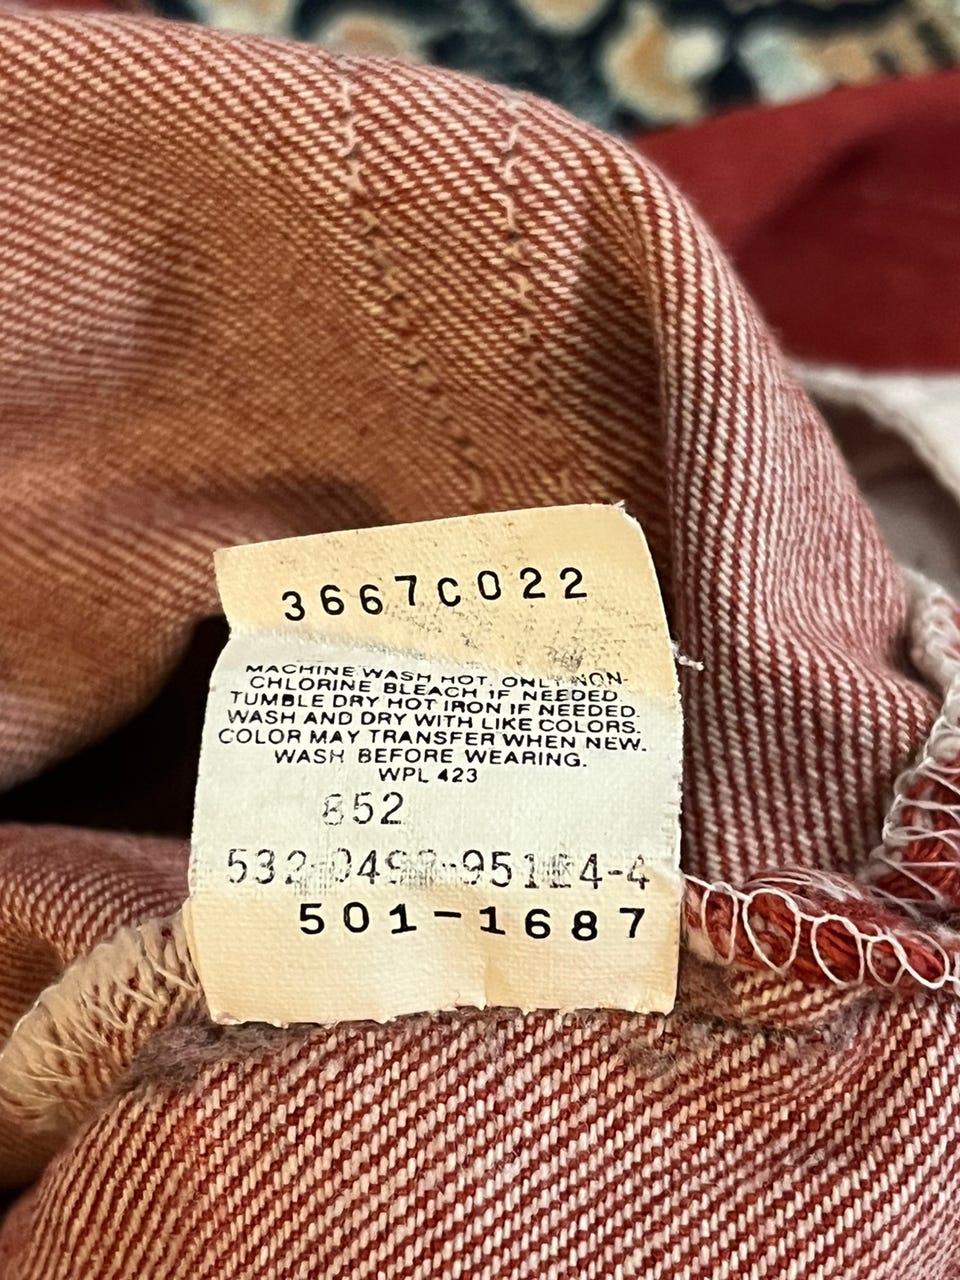 3667C022
MACHINE WASH HOT. ONLY NON-
CHLORINE BLEACH IF NEEDED.
TUMBLE DRY HOT IRON IF NEEDED.
WASH AND DRY WITH LIKE COLORS.
COLOR MAY TRANSFER WHEN NEW.
WASH BEFORE WEARING.
WPL 423
852
501-1687